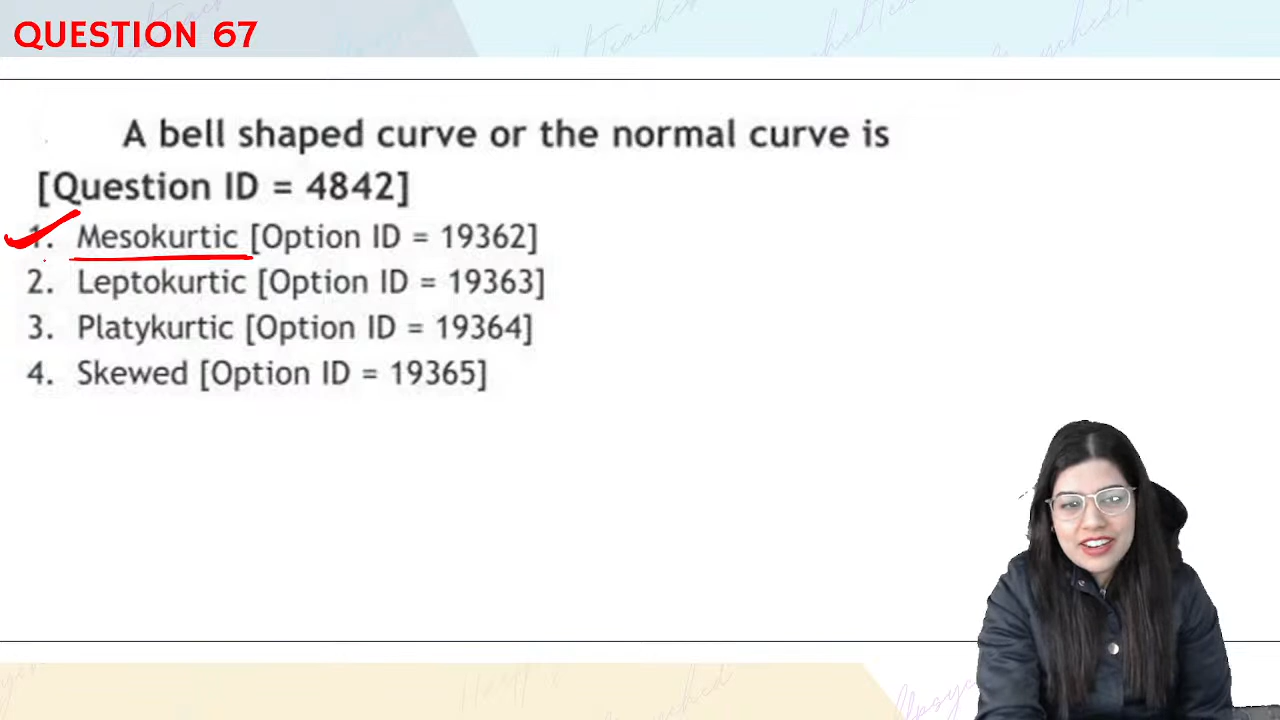 QUESTION 67
A bell shaped curve or the normal curve is
[Question ID = 4842]
1. Mesokurtic [Option ID = 19362]
2. Leptokurtic [Option ID = 19363]
3. Platykurtic [Option ID = 19364]
4. Skewed [Option ID = 19365]